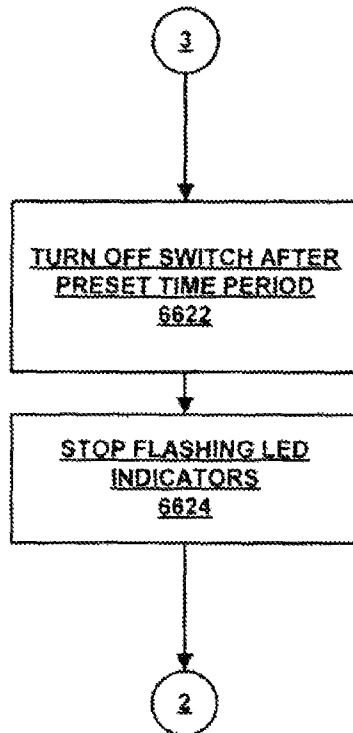 3
TURN OFF SWITCH AFTER
PRESET TIME PERIOD
6622
STOP FLASHING LED
INDICATORS
6624
2